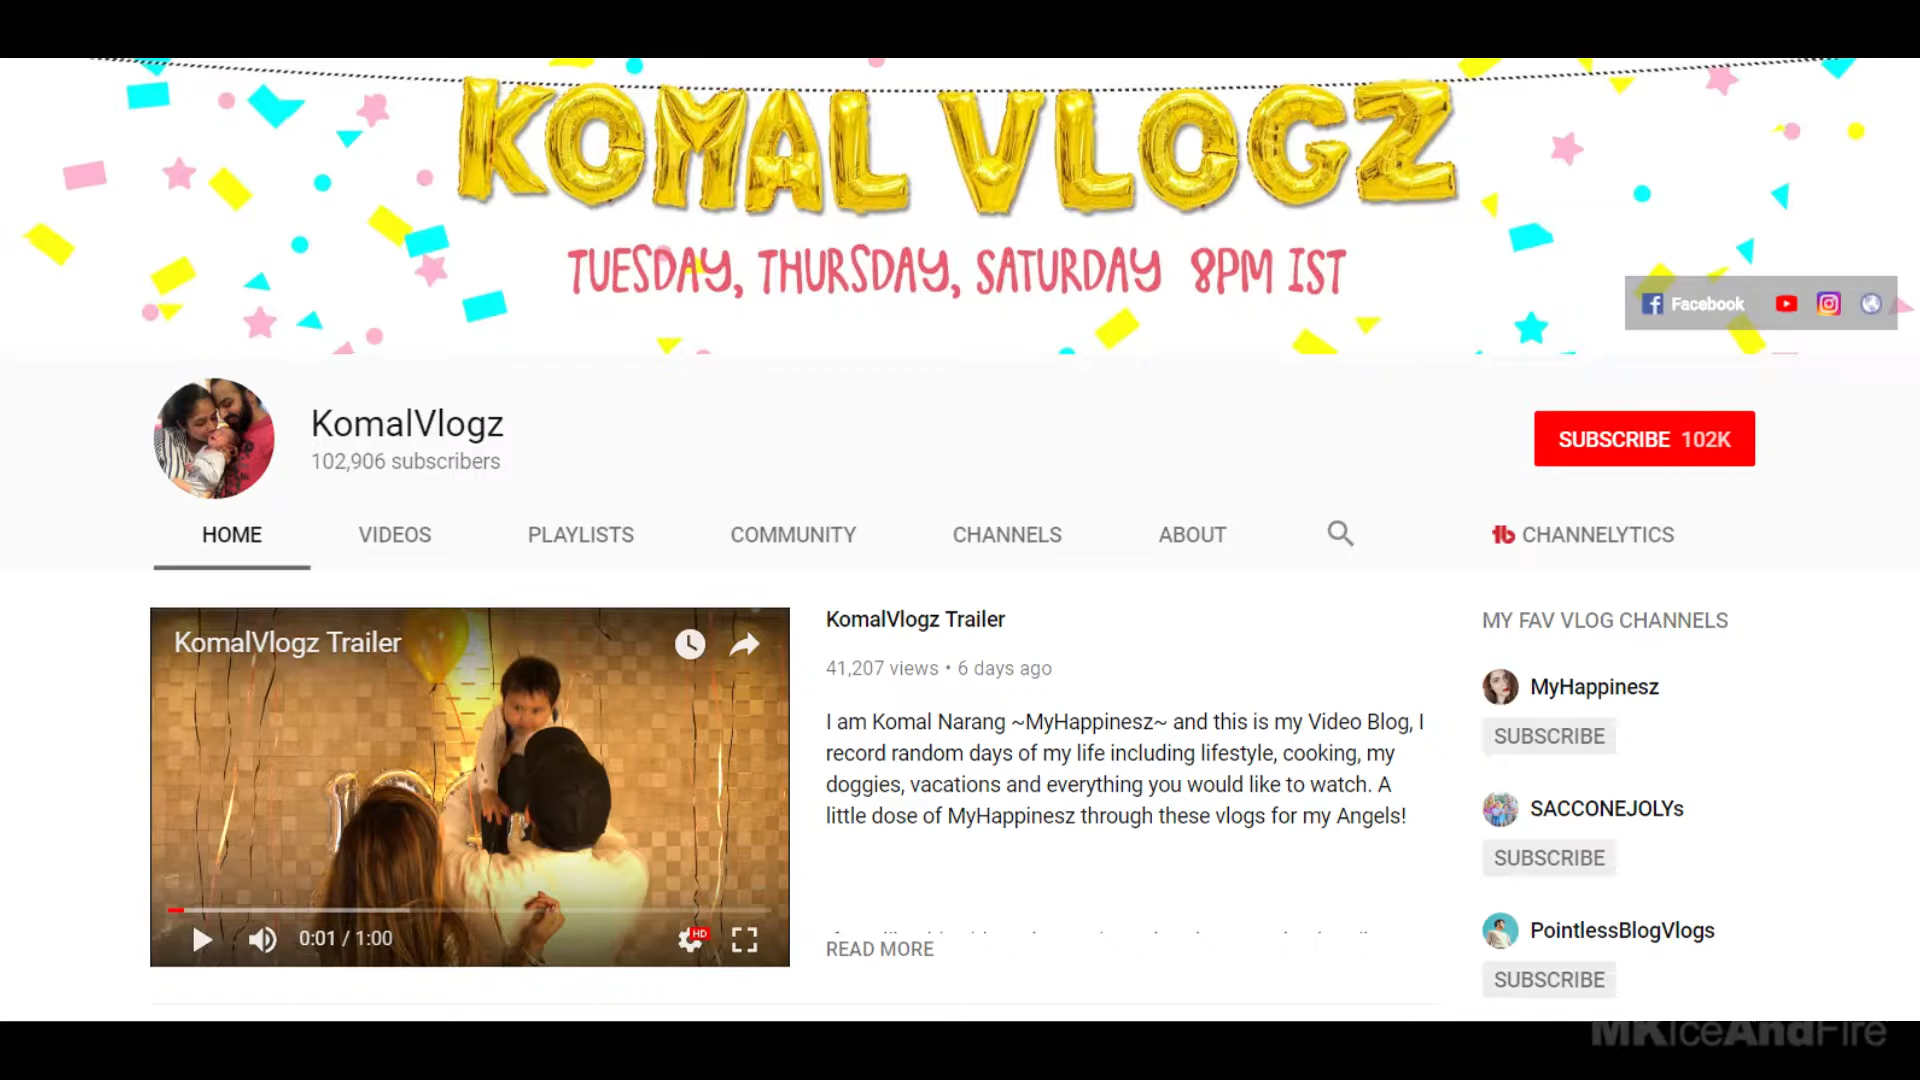 KOMAL VLOGZ
TUESDAY, THURSDAY, SATURDAY 8PM IST
Facebook
KomalVlogz
102,906 subscribers
SUBSCRIBE 102K
HOME VIDEOS PLAYLISTS COMMUNITY CHANNELS ABOUT CHANNELYTICS
KomalVlogz Trailer
0:01 / 1:00
HD
KomalVlogz Trailer
41,207 views • 6 days ago
I am Komal Narang ~MyHappinesz~ and this is my Video Blog, I
record random days of my life including lifestyle, cooking, my
doggies, vacations and everything you would like to watch. A
little dose of MyHappinesz through these vlogs for my Angels!
READ MORE
MY FAV VLOG CHANNELS
MyHappinesz
SUBSCRIBE
SACCONEJOLYs
SUBSCRIBE
PointlessBlogVlogs
SUBSCRIBE
MKIceAndFire